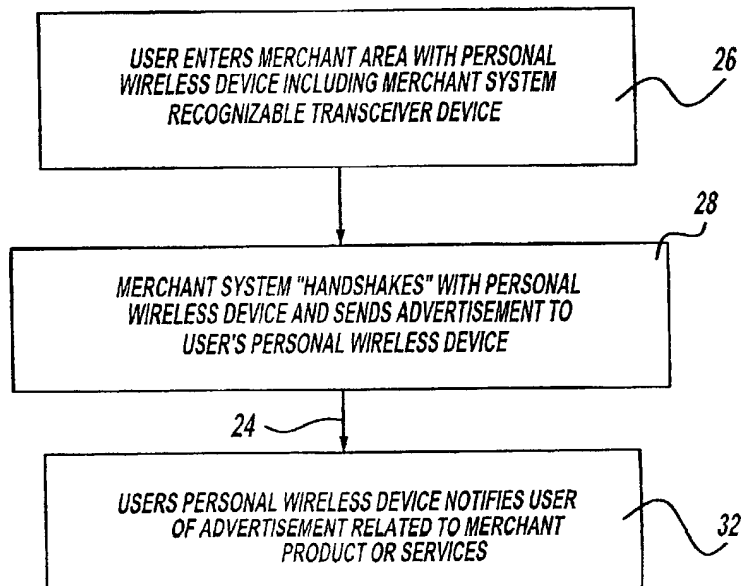 USER ENTERS MERCHANT AREA WITH PERSONAL
WIRELESS DEVICE INCLUDING MERCHANT SYSTEM
RECOGNIZABLE TRANSCEIVER DEVICE
26
28
MERCHANT SYSTEM "HANDSHAKES" WITH PERSONAL
WIRELESS DEVICE AND SENDS ADVERTISEMENT TO
USER'S PERSONAL WIRELESS DEVICE
24
USERS PERSONAL WIRELESS DEVICE NOTIFIES USER
OF ADVERTISEMENT RELATED TO MERCHANT
PRODUCT OR SERVICES
32